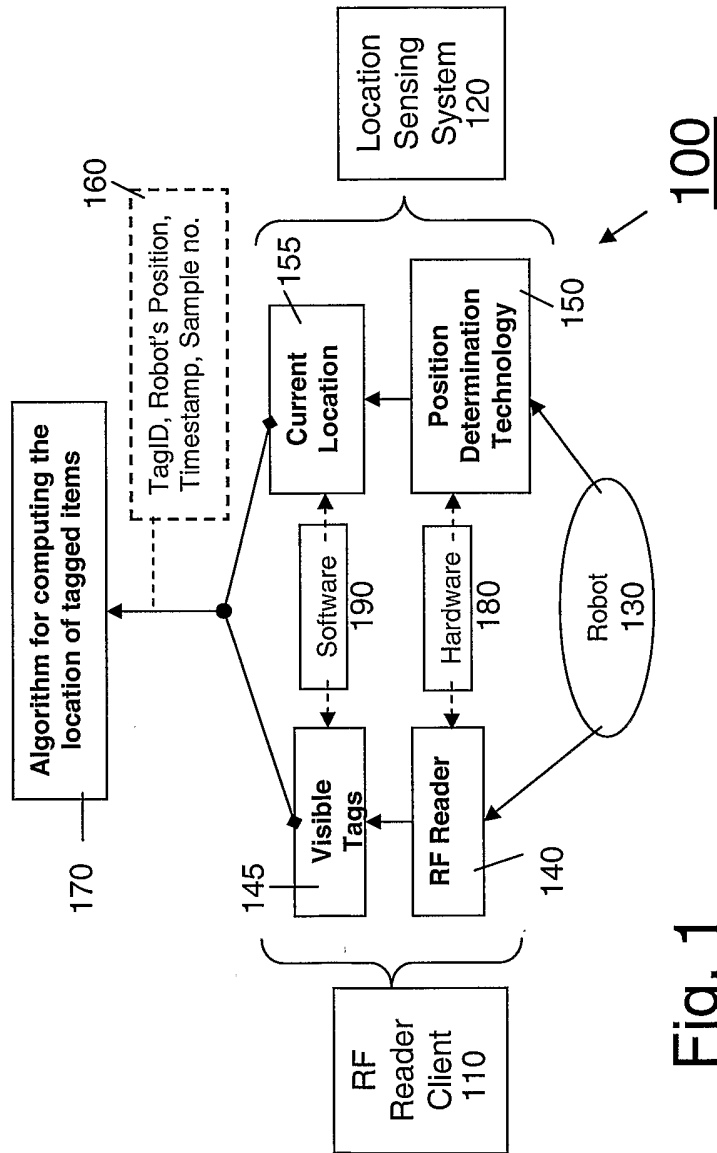 Algorithm for computing the
location of tagged items
170
TagID, Robot's Position,
Timestamp, Sample no.
160
145
Visible
Tags
Software
190
Current
Location
155
RF Reader
140
Hardware
180
Position
Determination
Technology
150
Robot
130
RF
Reader
Client
110
Location
Sensing
System
120
Fig. 1
100